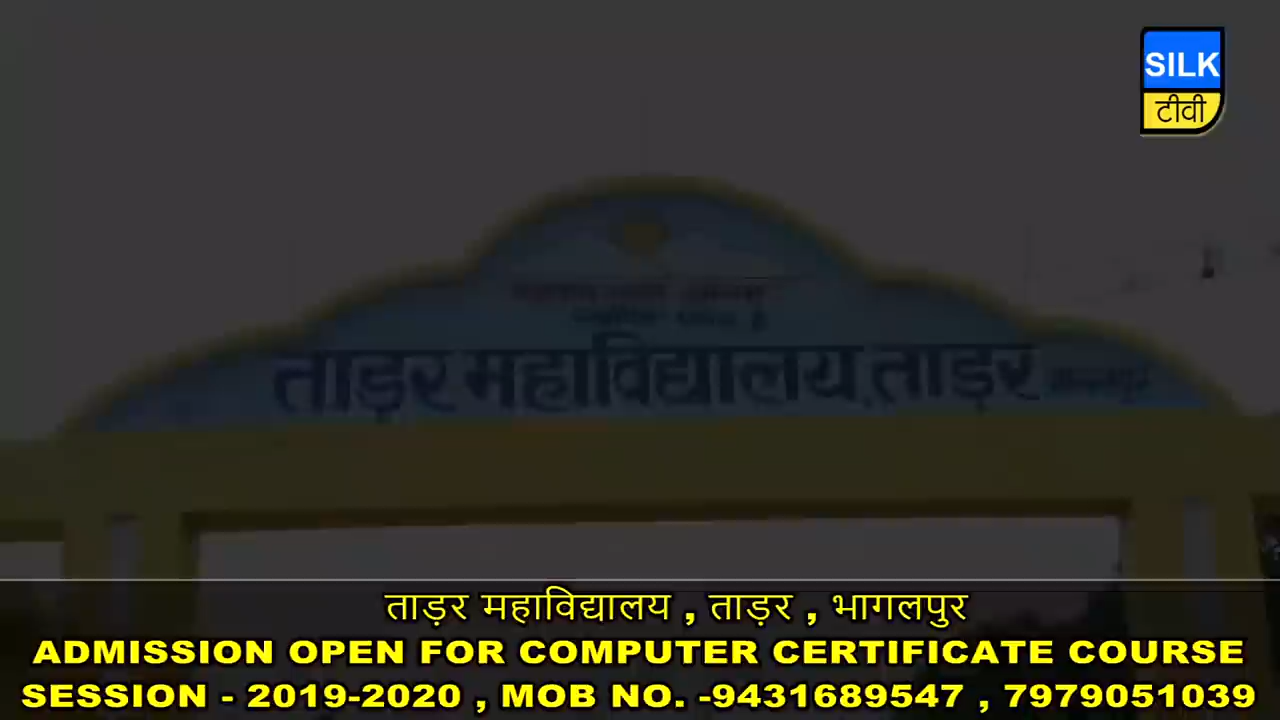 SILK
टीवी
ताड़र महाविद्यालय, ताड़र
ताड़र महाविद्यालय , ताड़र , भागलपुर
ADMISSION OPEN FOR COMPUTER CERTIFICATE COURSE
SESSION - 2019-2020 , MOB NO. -9431689547 , 7979051039